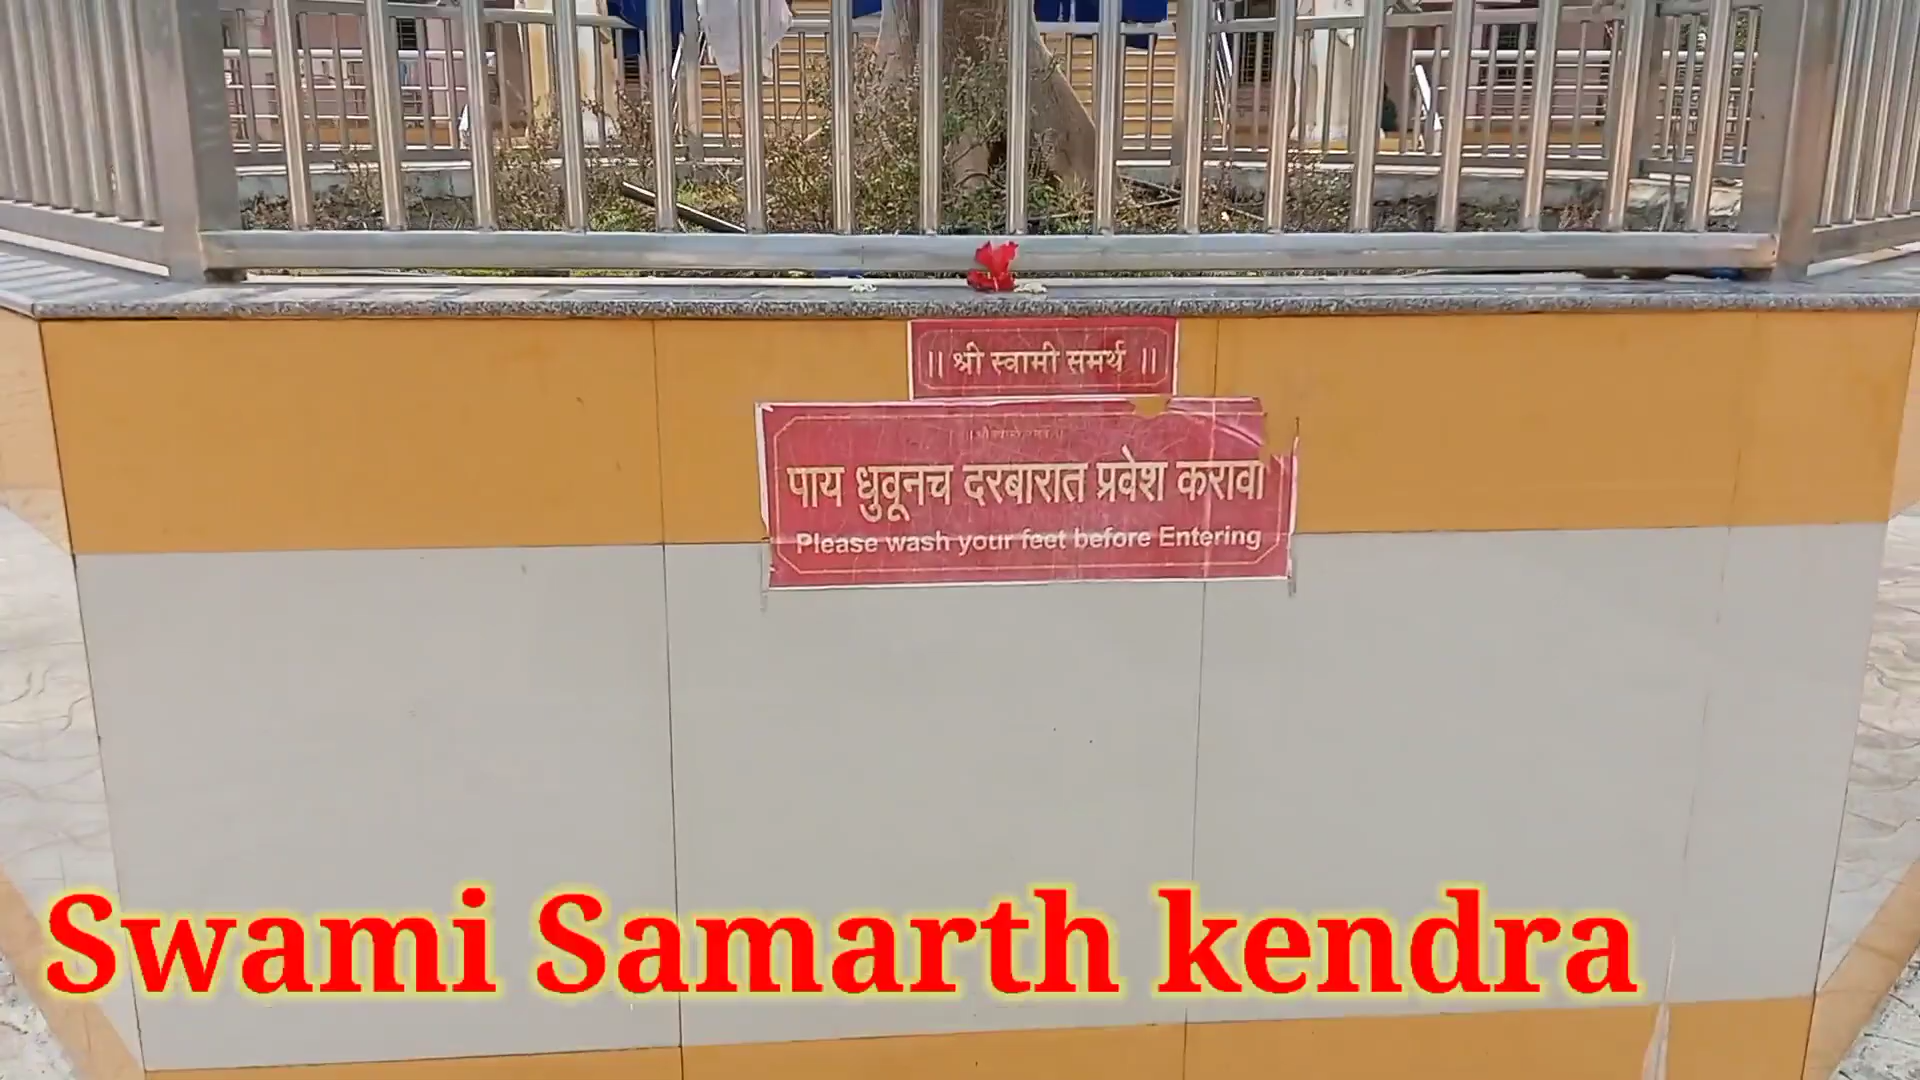 || श्री स्वामी समर्थ ||
पाय धुवूनच दरबारात प्रवेश करावा
Please wash your feet before Entering
Swami Samarth kendra